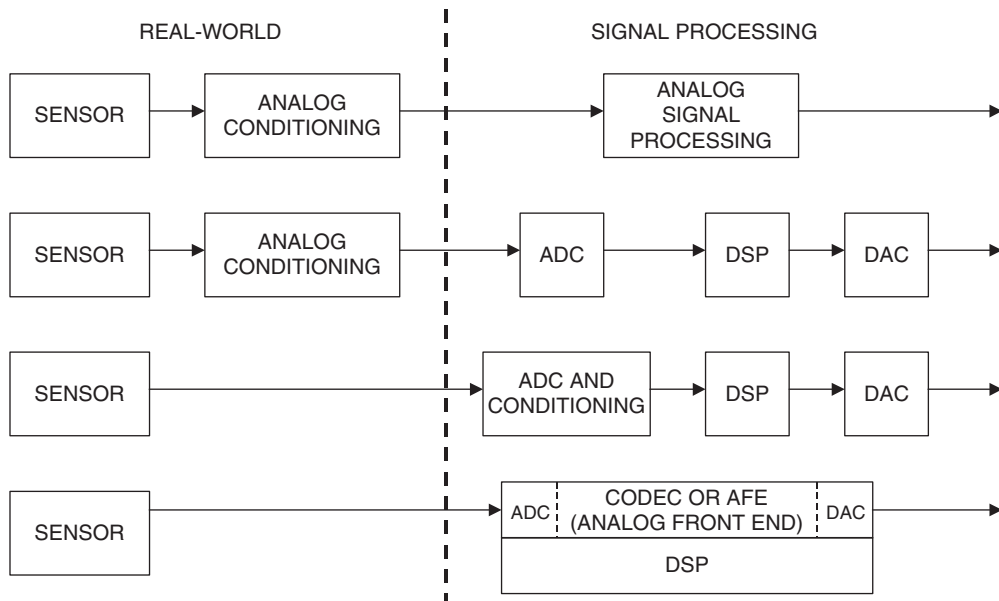 REAL-WORLD
SIGNAL PROCESSING
SENSOR
ANALOG
CONDITIONING
ANALOG
SIGNAL
PROCESSING
SENSOR
ANALOG
CONDITIONING
ADC
DSP
DAC
SENSOR
ADC AND
CONDITIONING
DSP
DAC
SENSOR
ADC
CODEC OR AFE
(ANALOG FRONT END)
DAC
DSP